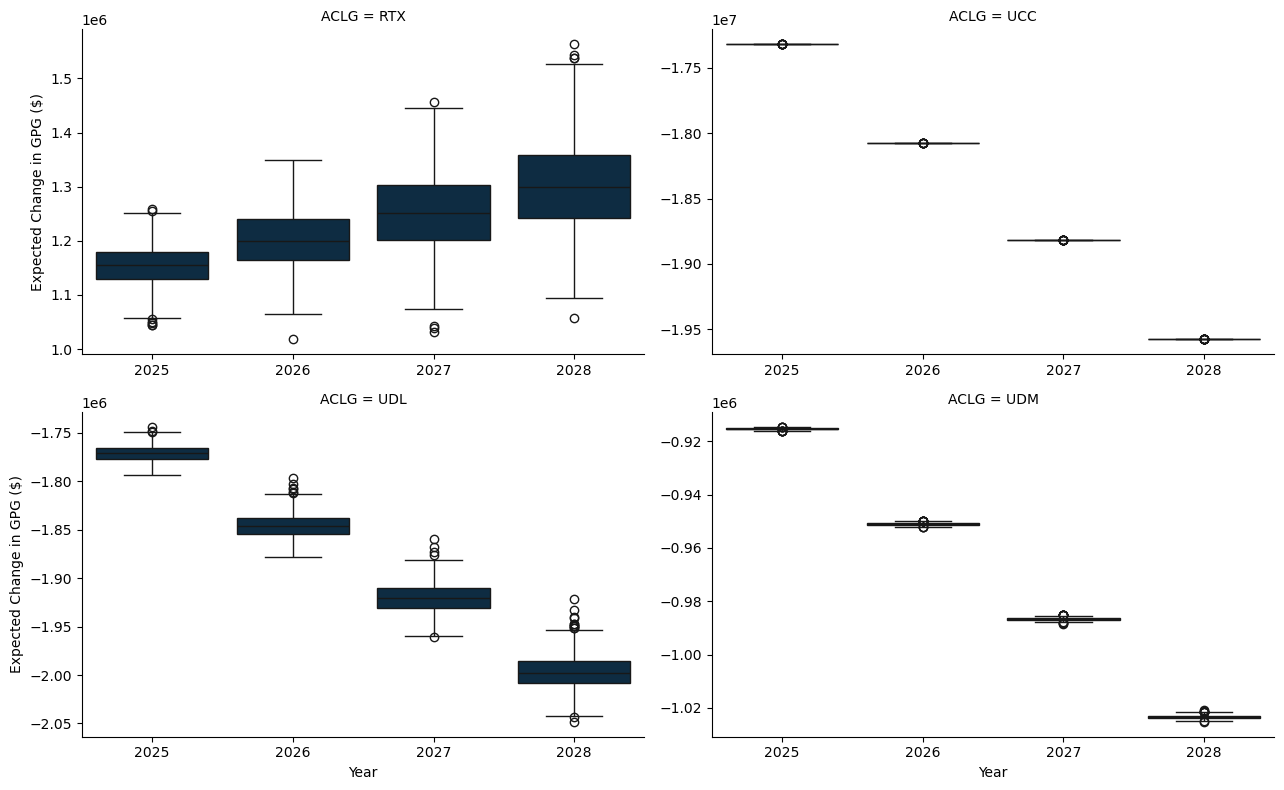 ACLG = RTX
1e6
Expected Change in GPG ($)
1.5
1.4
1.3
1.2
1.1
1.0
2025 2026 2027 2028
ACLG = UCC
1e7
−1.75
−1.80
−1.85
−1.90
−1.95
2025 2026 2027 2028
ACLG = UDL
1e6
Expected Change in GPG ($)
−1.75
−1.80
−1.85
−1.90
−1.95
−2.00
−2.05
2025 2026 2027 2028
Year
ACLG = UDM
1e6
−0.92
−0.94
−0.96
−0.98
−1.00
−1.02
2025 2026 2027 2028
Year